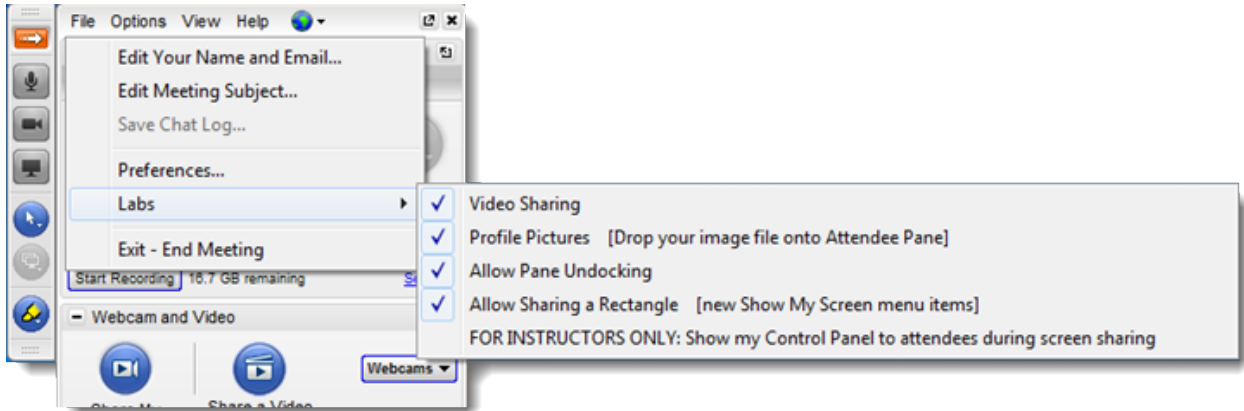 File Options View Help
Edit Your Name and Email...
Edit Meeting Subject...
Save Chat Log...
Preferences...
Labs
Exit - End Meeting
Video Sharing
Profile Pictures [Drop your image file onto Attendee Pane]
Allow Pane Undocking
Allow Sharing a Rectangle [new Show My Screen menu items]
FOR INSTRUCTORS ONLY: Show my Control Panel to attendees during screen sharing
Start Recording 16.7 GB remaining
Webcam and Video
Webcams
Share a Video